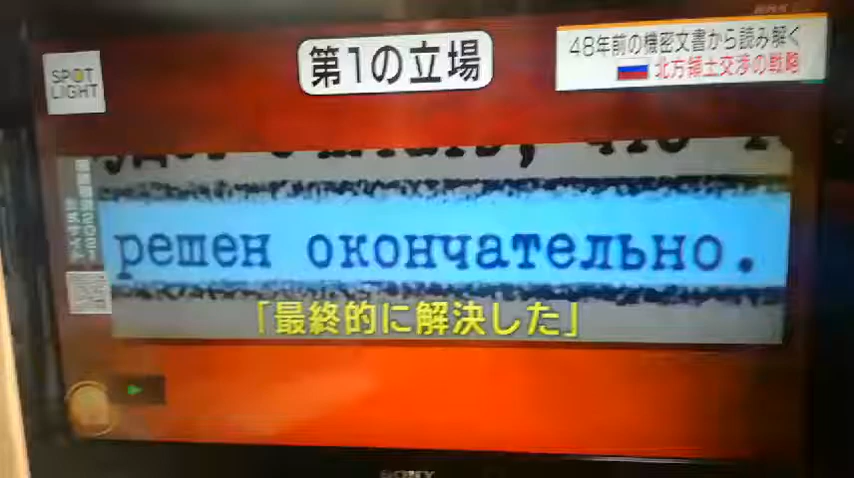 SPOT
LIGHT
第1の立場
48年前の機密文書から読み解く
北方領土交渉の戦略
что
решен окончательно.
「最終的に解決した」
SONY